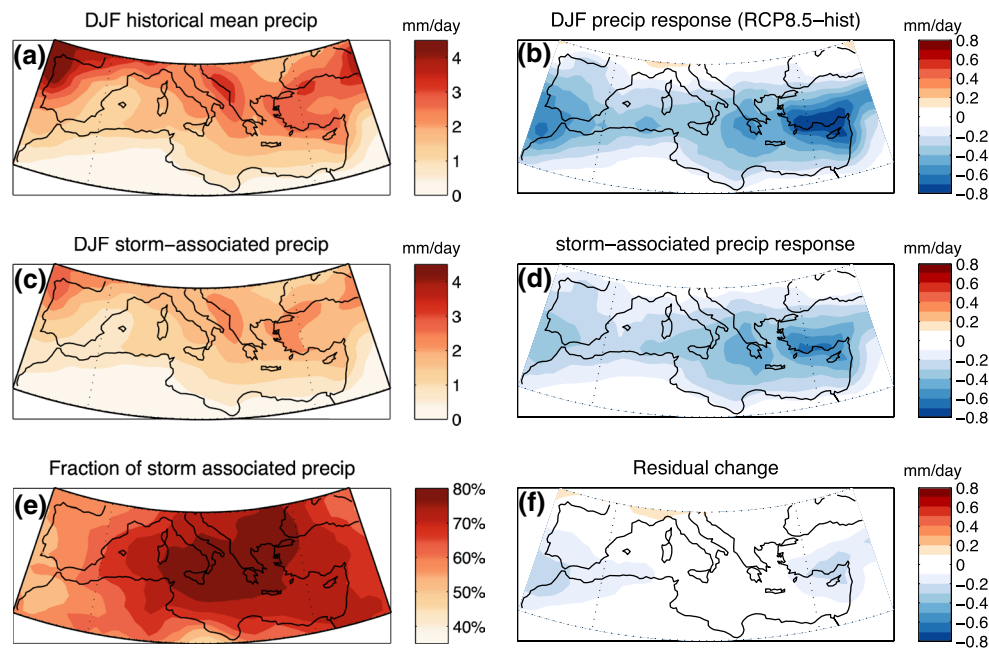 DJF historical mean precip
mm/day
(a)
4
3
2
1
0
DJF precip response (RCP8.5−hist)
mm/day
(b)
0.8
0.6
0.4
0.2
0
−0.2
−0.4
−0.6
−0.8
DJF storm−associated precip
mm/day
(c)
4
3
2
1
0
storm−associated precip response
mm/day
(d)
0.8
0.6
0.4
0.2
0
−0.2
−0.4
−0.6
−0.8
Fraction of storm associated precip
(e)
80%
70%
60%
50%
40%
Residual change
mm/day
(f)
0.8
0.6
0.4
0.2
0
−0.2
−0.4
−0.6
−0.8